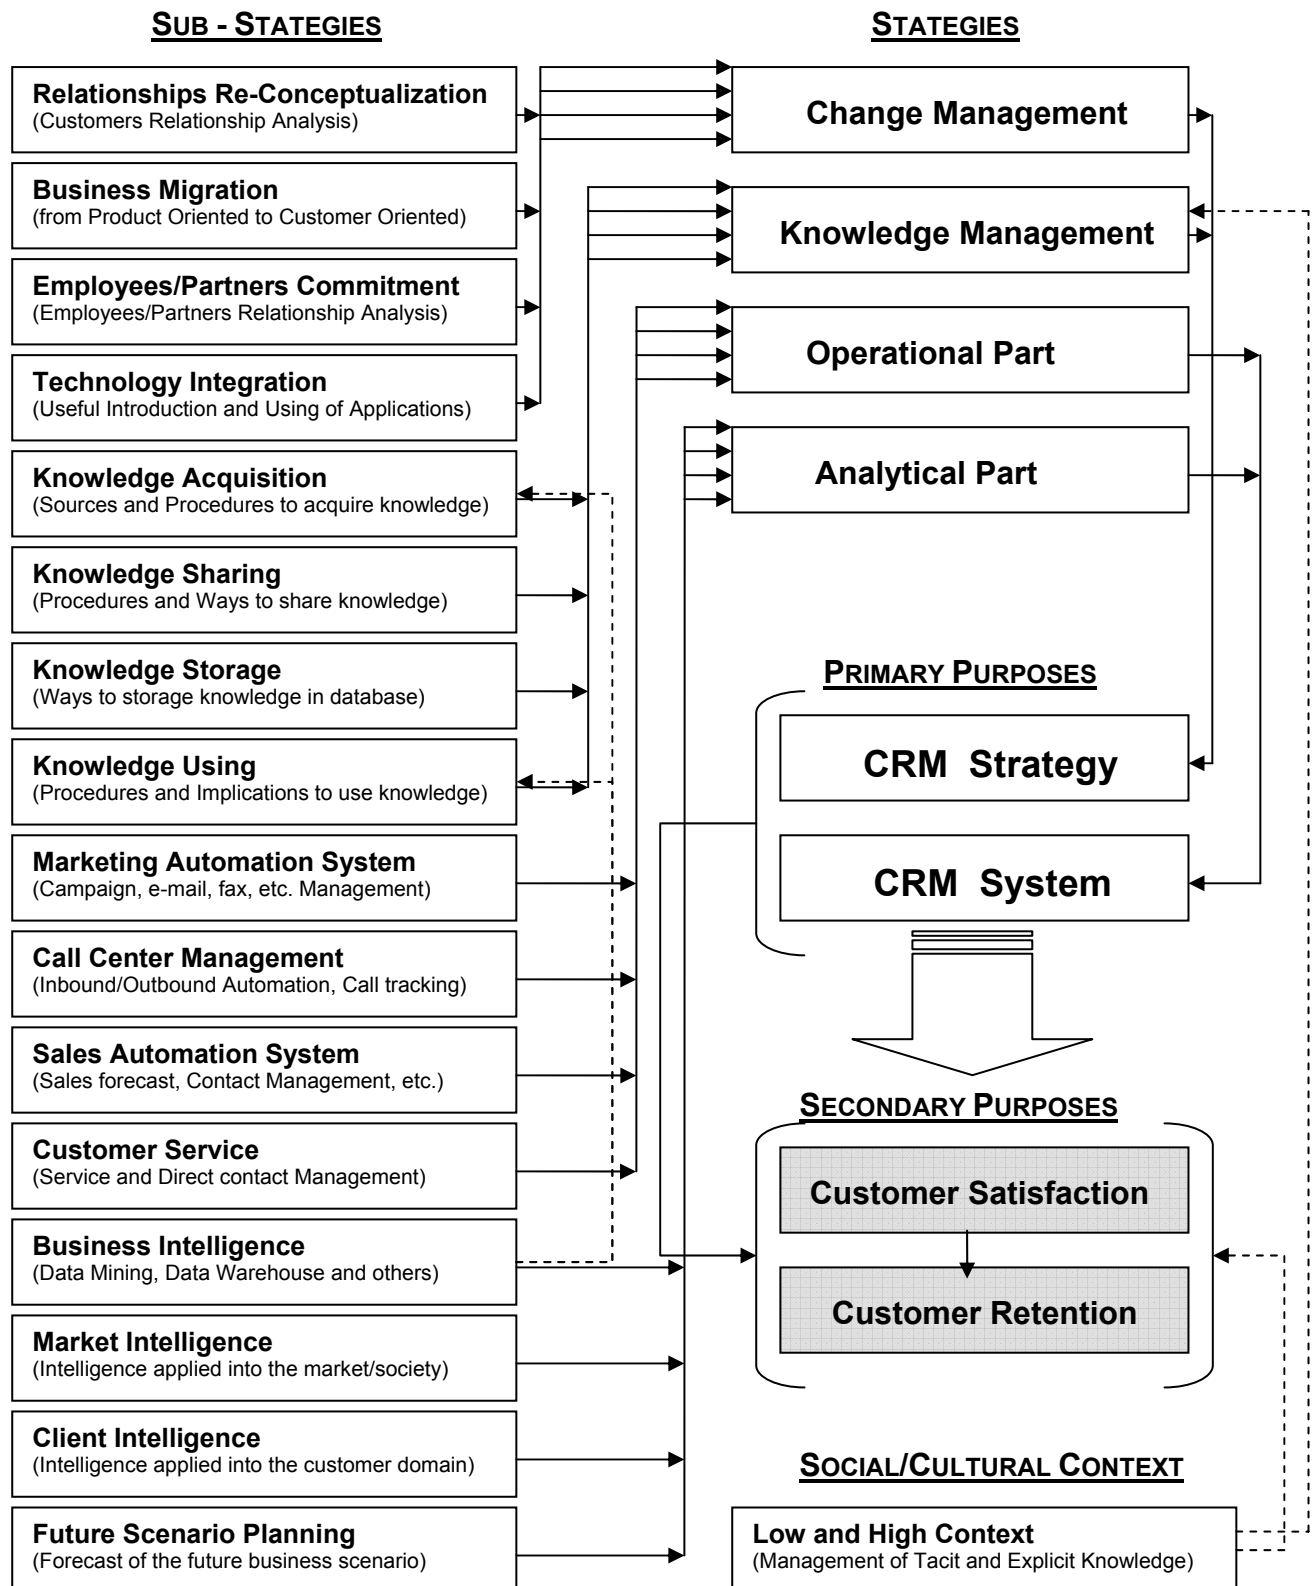 SUB - STATEGIES
Relationships Re-Conceptualization
(Customers Relationship Analysis)
Business Migration
(from Product Oriented to Customer Oriented)
Employees/Partners Commitment
(Employees/Partners Relationship Analysis)
Technology Integration
(Useful Introduction and Using of Applications)
Knowledge Acquisition
(Sources and Procedures to acquire knowledge)
Knowledge Sharing
(Procedures and Ways to share knowledge)
Knowledge Storage
(Ways to storage knowledge in database)
Knowledge Using
(Procedures and Implications to use knowledge)
Marketing Automation System
(Campaign, e-mail, fax, etc. Management)
Call Center Management
(Inbound/Outbound Automation, Call tracking)
Sales Automation System
(Sales forecast, Contact Management, etc.)
Customer Service
(Service and Direct contact Management)
Business Intelligence
(Data Mining, Data Warehouse and others)
Market Intelligence
(Intelligence applied into the market/society)
Client Intelligence
(Intelligence applied into the customer domain)
Future Scenario Planning
(Forecast of the future business scenario)
STATEGIES
Change Management
Knowledge Management
Operational Part
Analytical Part
PRIMARY PURPOSES
CRM Strategy
CRM System
SECONDARY PURPOSES
Customer Satisfaction
Customer Retention
SOCIAL/CULTURAL CONTEXT
Low and High Context
(Management of Tacit and Explicit Knowledge)